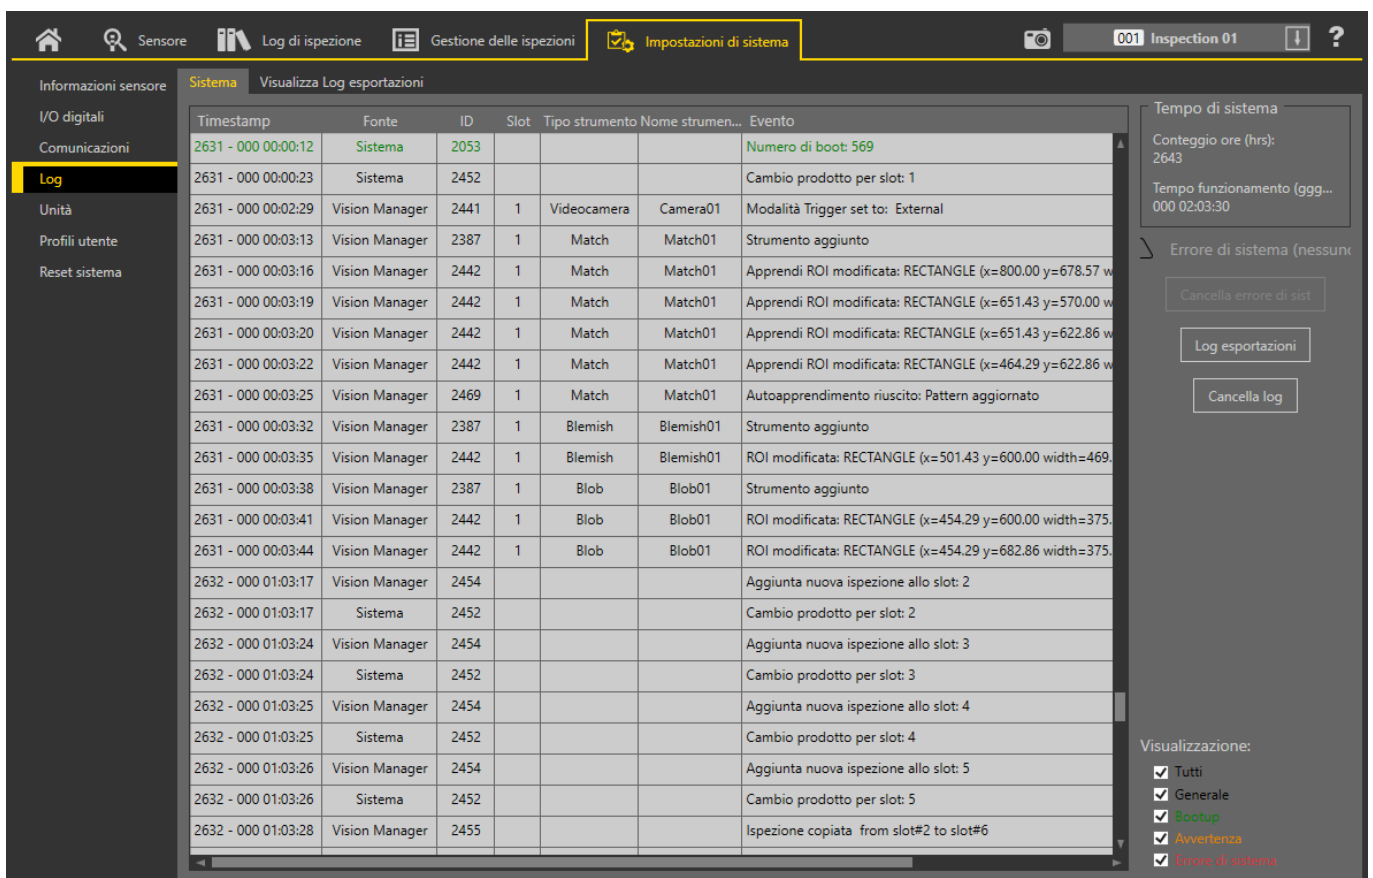 Sensore Log di ispezione Gestione delle ispezioni Impostazioni di sistema 001 Inspection 01 ?
Informazioni sensore
I/O digitali
Comunicazioni
Log
Unità
Profili utente
Reset sistema
Sistema Visualizza Log esportazioni
Timestamp Fonte ID Slot Tipo strumento Nome strumen... Evento
2631 - 000 00:00:12 Sistema 2053 Numero di boot: 569
2631 - 000 00:00:23 Sistema 2452 Cambio prodotto per slot: 1
2631 - 000 00:02:29 Vision Manager 2441 1 Videocamera Camera01 Modalità Trigger set to: External
2631 - 000 00:03:13 Vision Manager 2387 1 Match Match01 Strumento aggiunto
2631 - 000 00:03:16 Vision Manager 2442 1 Match Match01 Apprendi ROI modificata: RECTANGLE (x=800.00 y=678.57 w
2631 - 000 00:03:19 Vision Manager 2442 1 Match Match01 Apprendi ROI modificata: RECTANGLE (x=651.43 y=570.00 w
2631 - 000 00:03:20 Vision Manager 2442 1 Match Match01 Apprendi ROI modificata: RECTANGLE (x=651.43 y=622.86 w
2631 - 000 00:03:22 Vision Manager 2442 1 Match Match01 Apprendi ROI modificata: RECTANGLE (x=464.29 y=622.86 w
2631 - 000 00:03:25 Vision Manager 2469 1 Match Match01 Autoapprendimento riuscito: Pattern aggiornato
2631 - 000 00:03:32 Vision Manager 2387 1 Blemish Blemish01 Strumento aggiunto
2631 - 000 00:03:35 Vision Manager 2442 1 Blemish Blemish01 ROI modificata: RECTANGLE (x=501.43 y=600.00 width=469.
2631 - 000 00:03:38 Vision Manager 2387 1 Blob Blob01 Strumento aggiunto
2631 - 000 00:03:41 Vision Manager 2442 1 Blob Blob01 ROI modificata: RECTANGLE (x=454.29 y=600.00 width=375.
2631 - 000 00:03:44 Vision Manager 2442 1 Blob Blob01 ROI modificata: RECTANGLE (x=454.29 y=682.86 width=375.
2632 - 000 01:03:17 Vision Manager 2454 Aggiunta nuova ispezione allo slot: 2
2632 - 000 01:03:17 Sistema 2452 Cambio prodotto per slot: 2
2632 - 000 01:03:24 Vision Manager 2454 Aggiunta nuova ispezione allo slot: 3
2632 - 000 01:03:24 Sistema 2452 Cambio prodotto per slot: 3
2632 - 000 01:03:25 Vision Manager 2454 Aggiunta nuova ispezione allo slot: 4
2632 - 000 01:03:25 Sistema 2452 Cambio prodotto per slot: 4
2632 - 000 01:03:26 Vision Manager 2454 Aggiunta nuova ispezione allo slot: 5
2632 - 000 01:03:26 Sistema 2452 Cambio prodotto per slot: 5
2632 - 000 01:03:28 Vision Manager 2455 Ispezione copiata from slot#2 to slot#6
Tempo di sistema
Conteggio ore (hrs):
2643
Tempo funzionamento (ggg...
000 02:03:30
Errore di sistema (nessuno
Cancella errore di sist
Log esportazioni
Cancella log
Visualizzazione:
Tutti
Generale
Bootup
Avvertenza
Errore di sistema